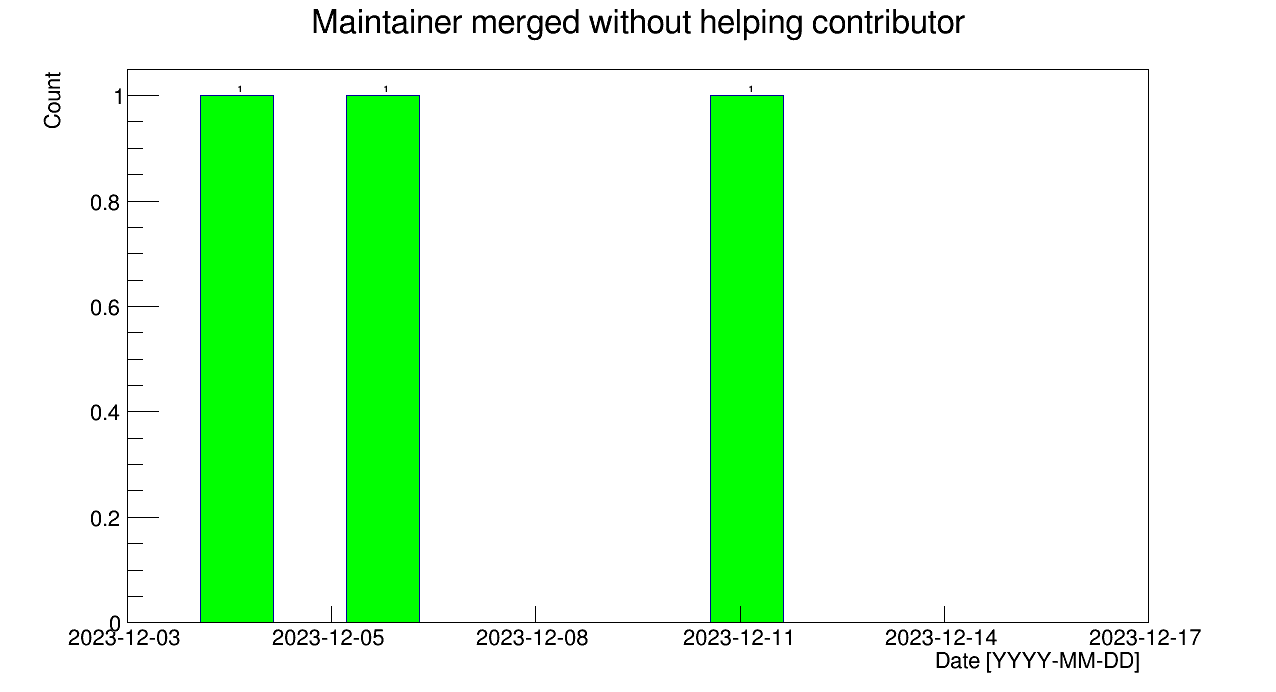 Maintainer merged without helping contributor
Count
1
1
1
1
0.8
0.6
0.4
0.2
0
2023-12-03 2023-12-05 2023-12-08 2023-12-11 2023-12-14 2023-12-17
Date [YYYY-MM-DD]